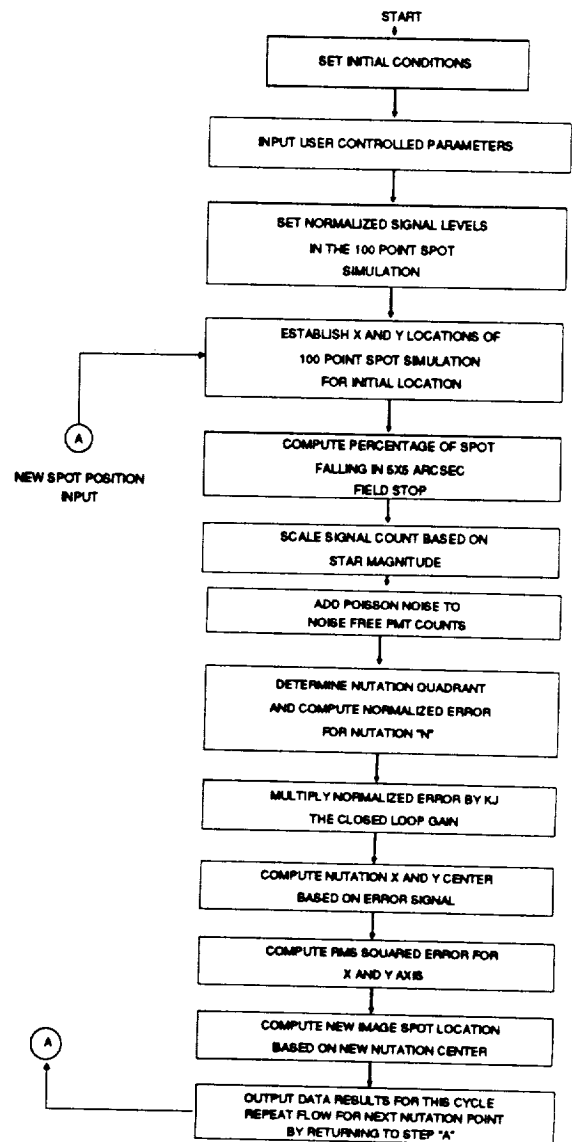 START
SET INITIAL CONDITIONS
INPUT USER CONTROLLED PARAMETERS
SET NORMALIZED SIGNAL LEVELS
IN THE 100 POINT SPOT
SIMULATION
ESTABLISH X AND Y LOCATIONS OF
100 POINT SPOT SIMULATION
FOR INITIAL LOCATION
A
NEW SPOT POSITION
INPUT
COMPUTE PERCENTAGE OF SPOT
FALLING IN 5X5 ARCSEC
FIELD STOP
SCALE SIGNAL COUNT BASED ON
STAR MAGNITUDE
ADD POISSON NOISE TO
NOISE FREE PMT COUNTS
DETERMINE NUTATION QUADRANT
AND COMPUTE NORMALIZED ERROR
FOR NUTATION "N"
MULTIPLY NORMALIZED ERROR BY KJ
THE CLOSED LOOP GAIN
COMPUTE NUTATION X AND Y CENTER
BASED ON ERROR SIGNAL
COMPUTE RMS SQUARED ERROR FOR
X AND Y AXIS
A
COMPUTE NEW IMAGE SPOT LOCATION
BASED ON NEW NUTATION CENTER
OUTPUT DATA RESULTS FOR THIS CYCLE
REPEAT FLOW FOR NEXT NUTATION POINT
BY RETURNING TO STEP "A"